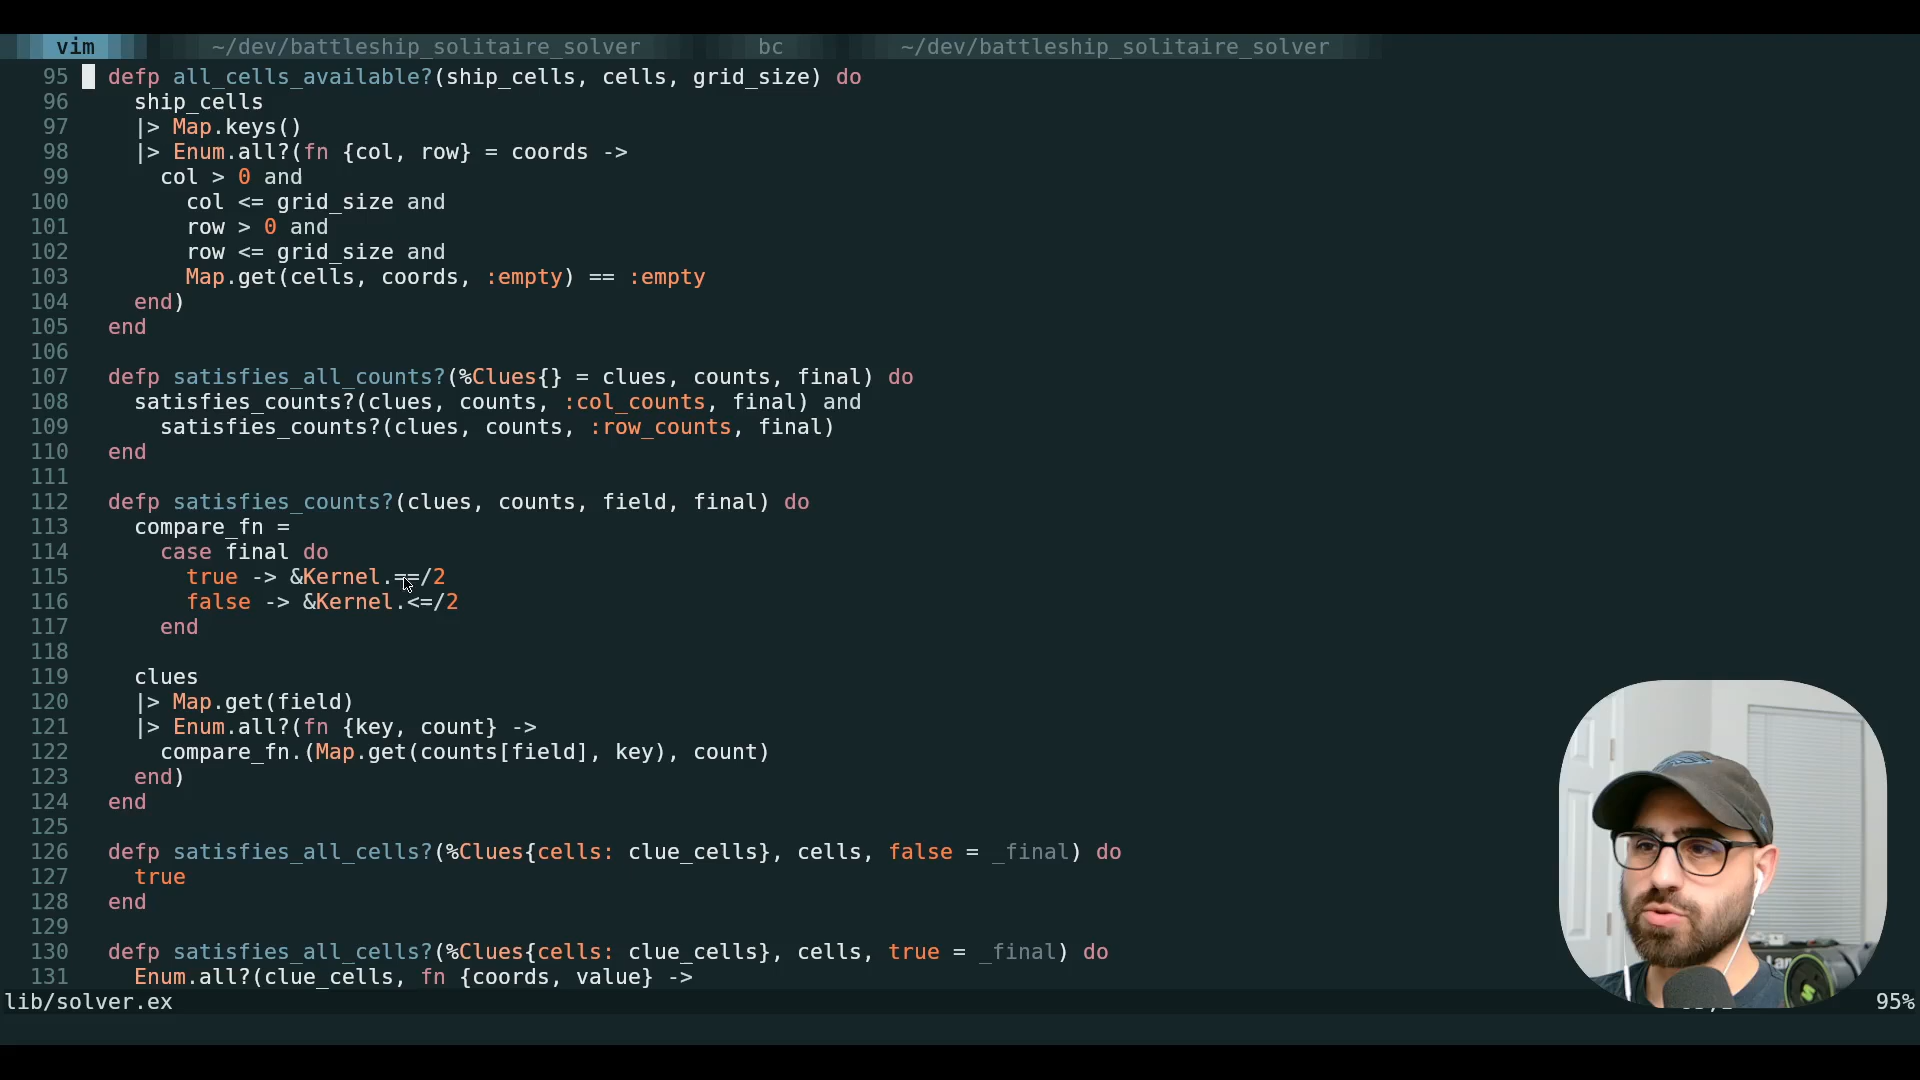 vim ~/dev/battleship_solitaire_solver bc ~/dev/battleship_solitaire_solver
95 defp all_cells_available?(ship_cells, cells, grid_size) do
96 ship_cells
97 |> Map.keys()
98 |> Enum.all?(fn {col, row} = coords ->
99 col > 0 and
100 col <= grid_size and
101 row > 0 and
102 row <= grid_size and
103 Map.get(cells, coords, :empty) == :empty
104 end)
105 end
106
107 defp satisfies_all_counts?(%Clues{} = clues, counts, final) do
108 satisfies_counts?(clues, counts, :col_counts, final) and
109 satisfies_counts?(clues, counts, :row_counts, final)
110 end
111
112 defp satisfies_counts?(clues, counts, field, final) do
113 compare_fn =
114 case final do
115 true -> &Kernel.==/2
116 false -> &Kernel.<=/2
117 end
118
119 clues
120 |> Map.get(field)
121 |> Enum.all?(fn {key, count} ->
122 compare_fn.(Map.get(counts[field], key), count)
123 end)
124 end
125
126 defp satisfies_all_cells?(%Clues{cells: clue_cells}, cells, false = _final) do
127 true
128 end
129
130 defp satisfies_all_cells?(%Clues{cells: clue_cells}, cells, true = _final) do
131 Enum.all?(clue_cells, fn {coords, value} ->
lib/solver.ex 95%